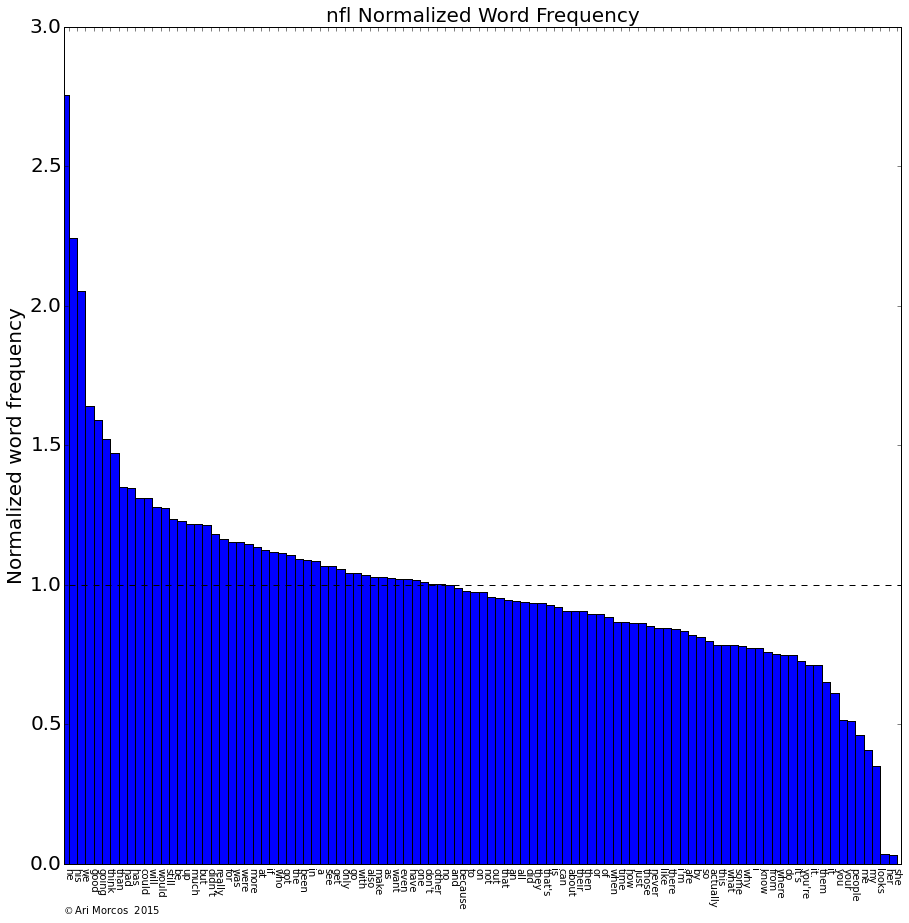 nfl Normalized Word Frequency
3.0
2.5
2.0
1.5
1.0
0.5
0.0
Normalized word frequency
he
his
we
good
going
think
than
had
has
could
will
would
still
be
up
much
but
didn't
really
for
was
were
more
at
if
who
got
the
been
in
a
see
get
only
go
with
also
make
as
want
even
have
one
don't
other
no
and
because
to
on
not
out
that
an
all
did
they
that's
is
can
about
their
then
or
of
when
time
how
just
those
never
like
there
i'm
are
by
so
actually
this
what
some
why
i
know
from
where
do
it's
you're
it.
them
it
you
your
people
me
my
looks
her
she
© Ari Morcos 2015